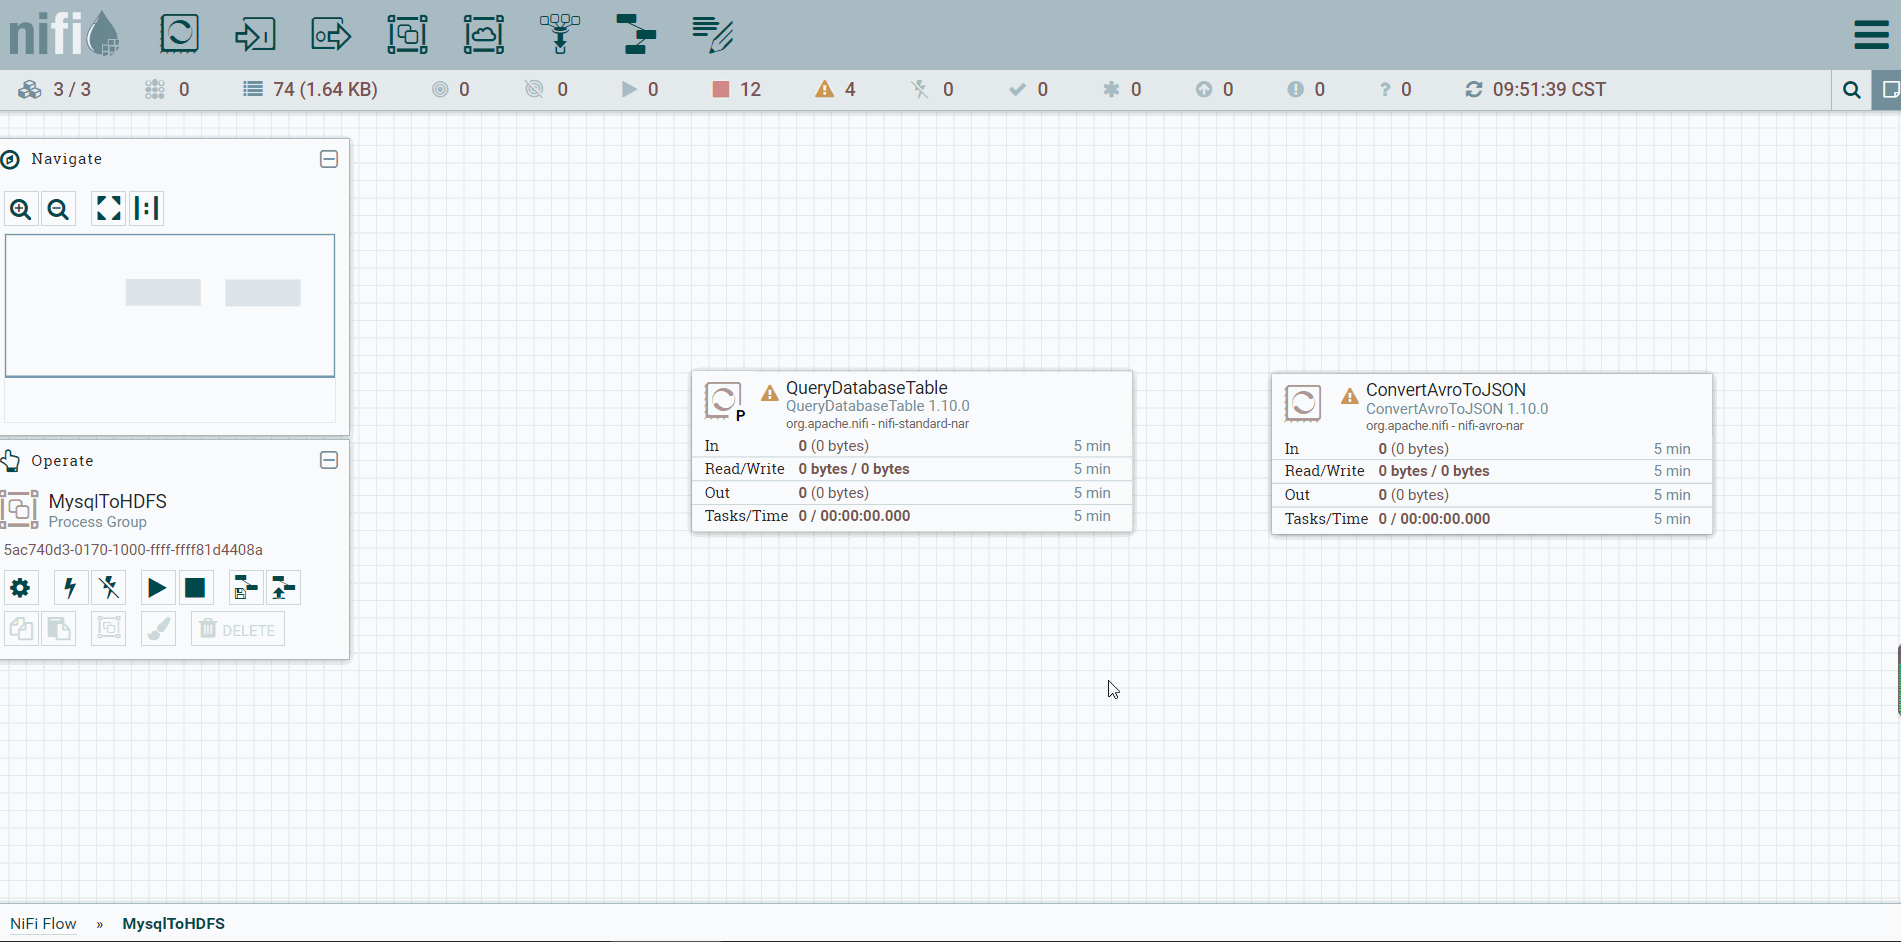 nifi
3 / 3 0 74 (1.64 KB) 0 0 0 12 4 0 0 0 0 0 ? 0 09:51:39 CST
Navigate
Operate
MysqlToHDFS
Process Group
5ac740d3-0170-1000-ffff-ffff81d4408a
DELETE
QueryDatabaseTable
QueryDatabaseTable 1.10.0
org.apache.nifi - nifi-standard-nar
P
In 0 (0 bytes) 5 min
Read/Write 0 bytes / 0 bytes 5 min
Out 0 (0 bytes) 5 min
Tasks/Time 0 / 00:00:00.000 5 min
ConvertAvroToJSON
ConvertAvroToJSON 1.10.0
org.apache.nifi - nifi-avro-nar
In 0 (0 bytes) 5 min
Read/Write 0 bytes / 0 bytes 5 min
Out 0 (0 bytes) 5 min
Tasks/Time 0 / 00:00:00.000 5 min
NiFi Flow » MysqlToHDFS